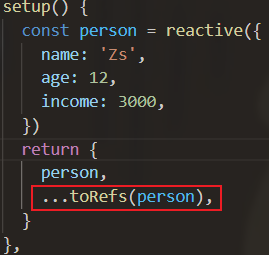 setup() {
const person = reactive({
name: 'Zs',
age: 12,
income: 3000,
})
return {
person,
...toRefs(person),
}
},